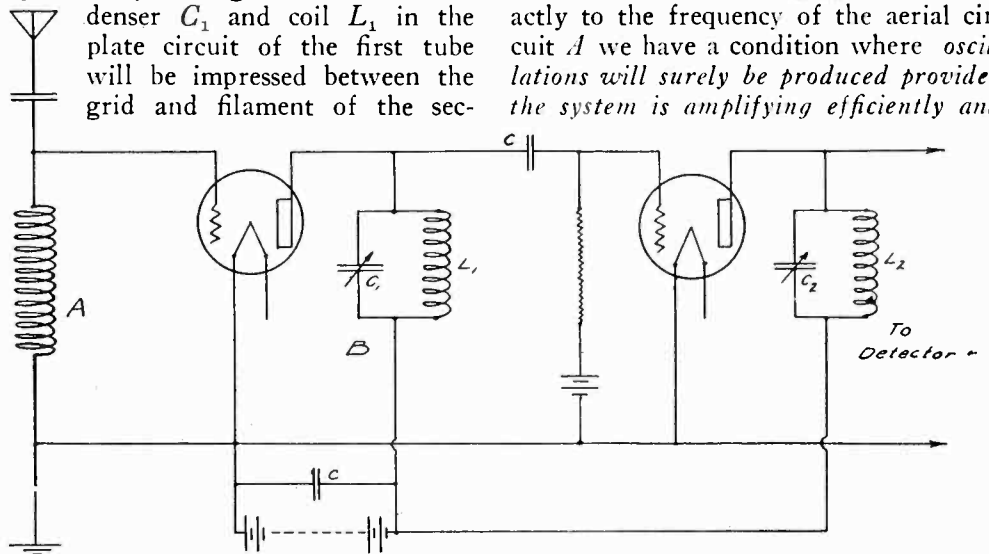 denser C₁ and coil L₁ in the
plate circuit of the first tube
will be impressed between the
grid and filament of the sec-
actly to the frequency of the aerial cir
cuit A we have a condition where oscil
lations will surely be produced provide
the system is amplifying efficiently an
C
A
C₁
L₁
B
C₂
L₂
To
Detector
C